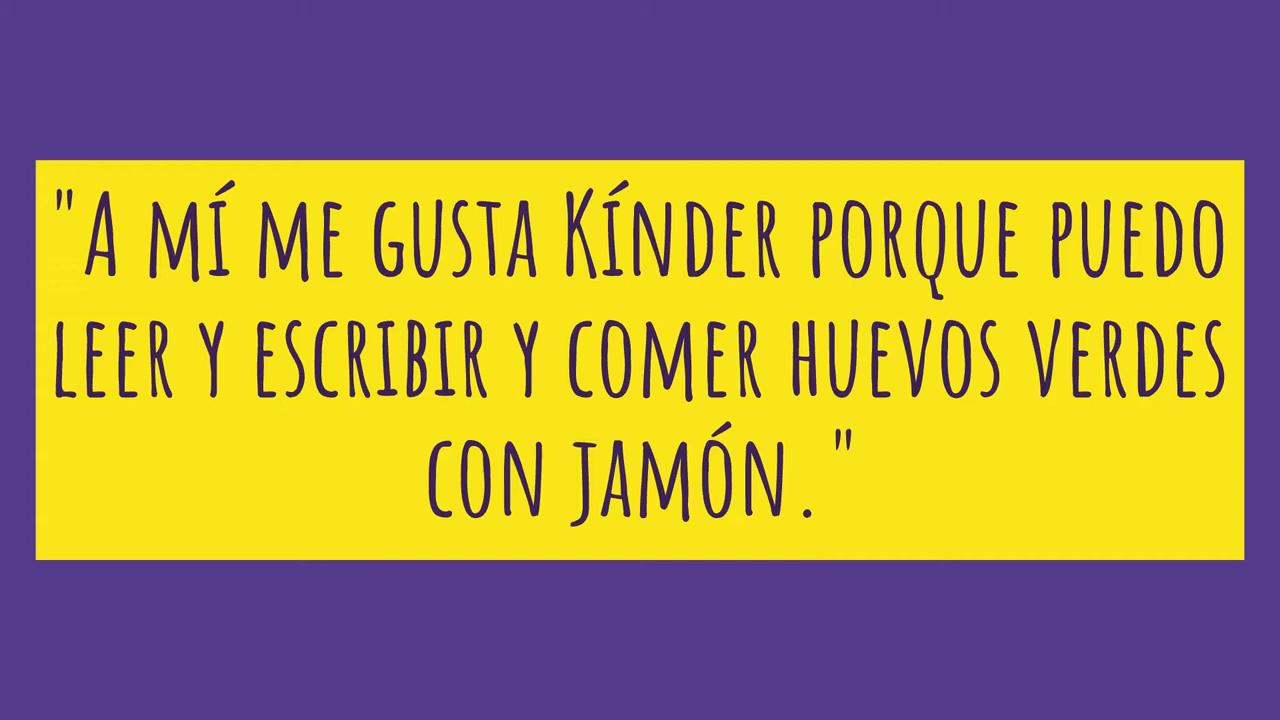 "A mí me gusta Kínder porque puedo
leer y escribir y comer huevos verdes
con jamón."